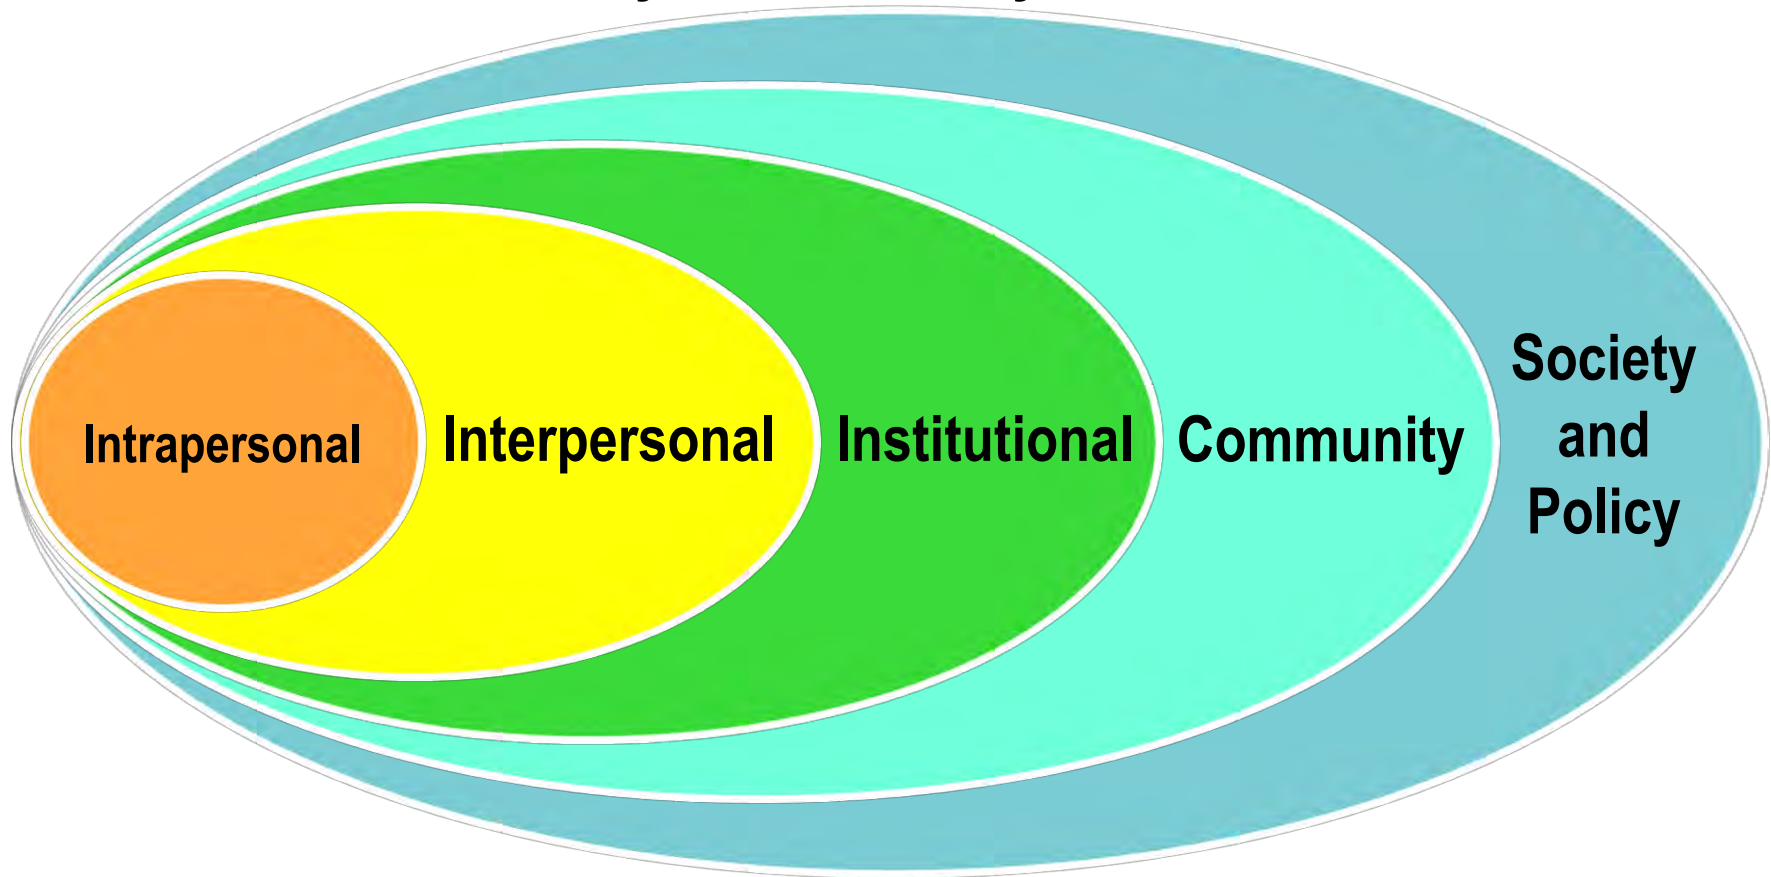 Intrapersonal
Interpersonal
Institutional
Community
Society
and
Policy